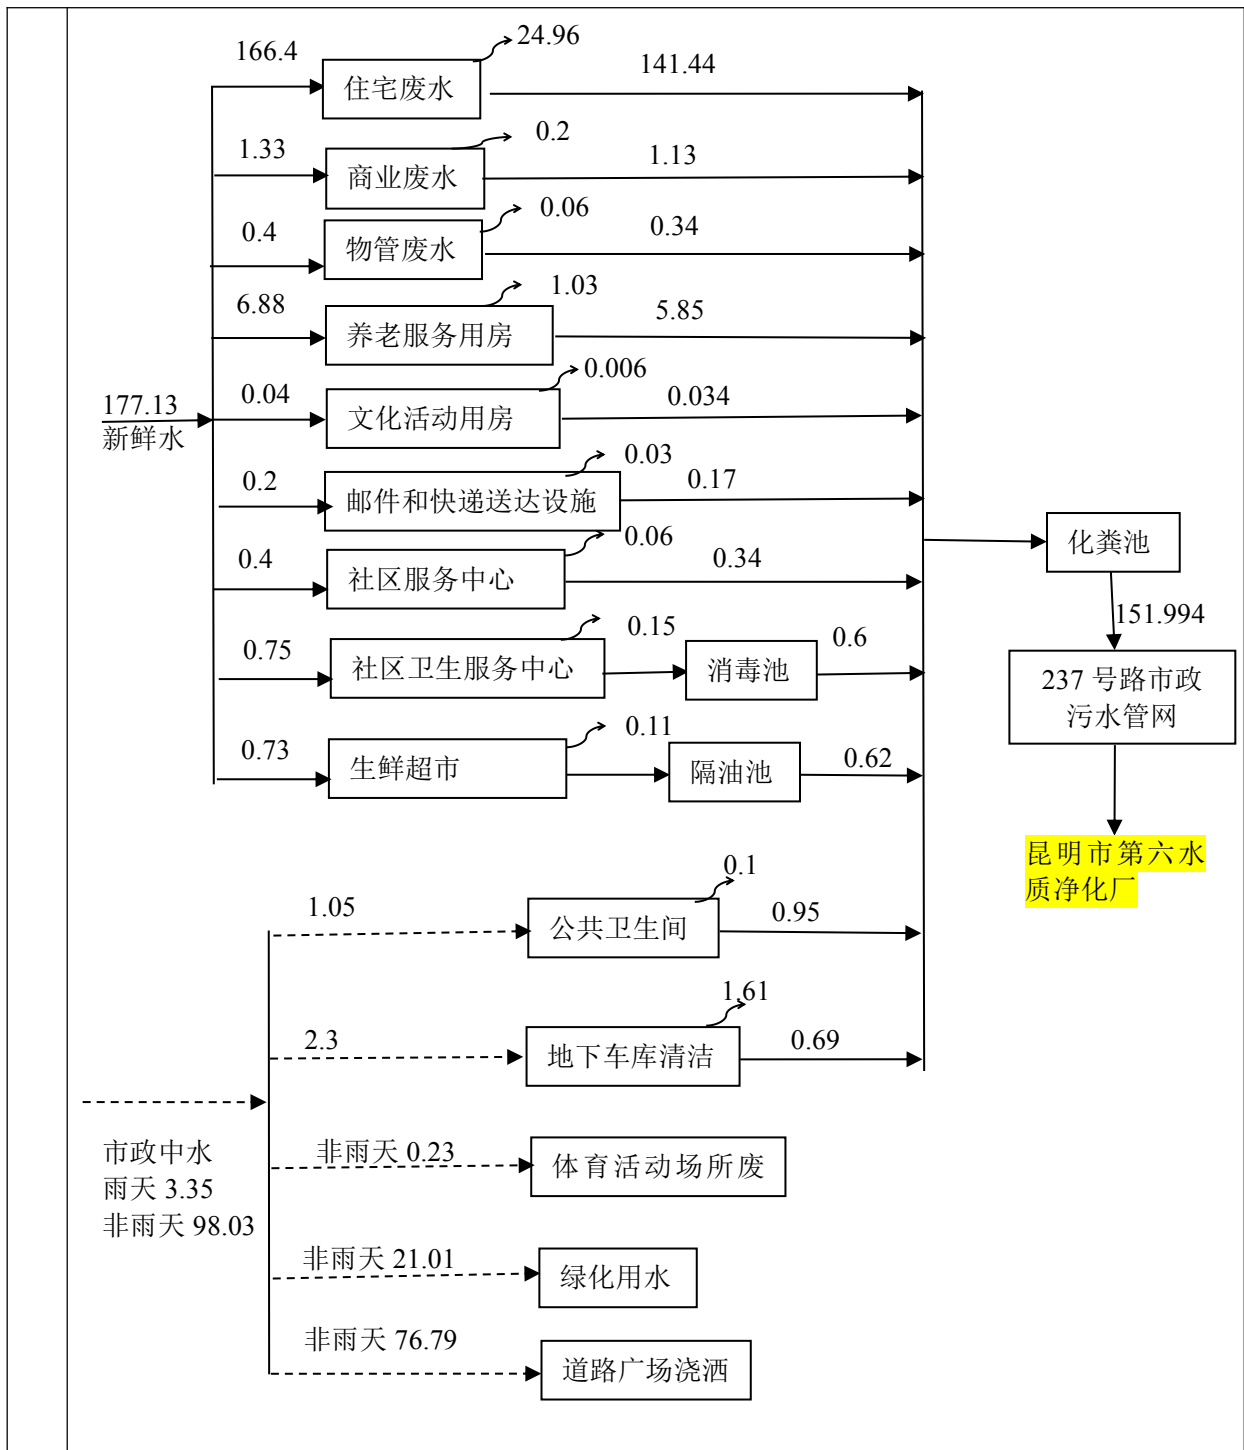 166.4
住宅废水
24.96
141.44
1.33
商业废水
0.2
1.13
0.4
物管废水
0.06
0.34
6.88
养老服务用房
1.03
5.85
177.13
新鲜水
0.04
文化活动用房
0.006
0.034
0.2
邮件和快递送达设施
0.03
0.17
0.4
社区服务中心
0.06
0.34
0.75
社区卫生服务中心
0.15
消毒池
0.6
0.73
生鲜超市
0.11
隔油池
0.62
化粪池
151.994
237 号路市政
污水管网
昆明市第六水
质净化厂
1.05
公共卫生间
0.1
0.95
2.3
地下车库清洁
1.61
0.69
市政中水
雨天 3.35
非雨天 98.03
非雨天 0.23
体育活动场所废
非雨天 21.01
绿化用水
非雨天 76.79
道路广场浇洒